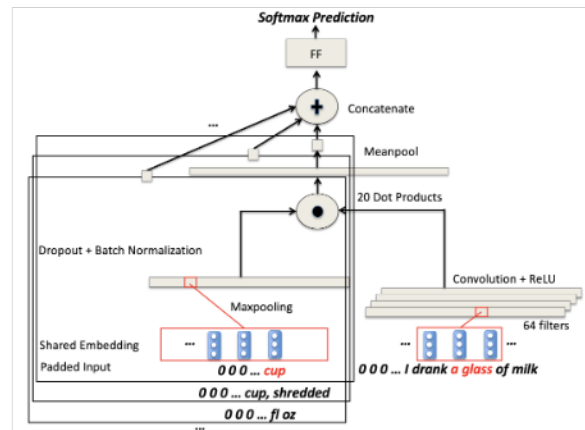 Softmax Prediction
FF
+
Concatenate
...
Meanpool
20 Dot Products
Dropout + Batch Normalization
Convolution + ReLU
Maxpooling
64 filters
Shared Embedding
...
... ...
Padded Input
0 0 0 ... cup
0 0 0 ... I drank a glass of milk
0 0 0 ... cup, shredded
0 0 0 ... fl oz
...